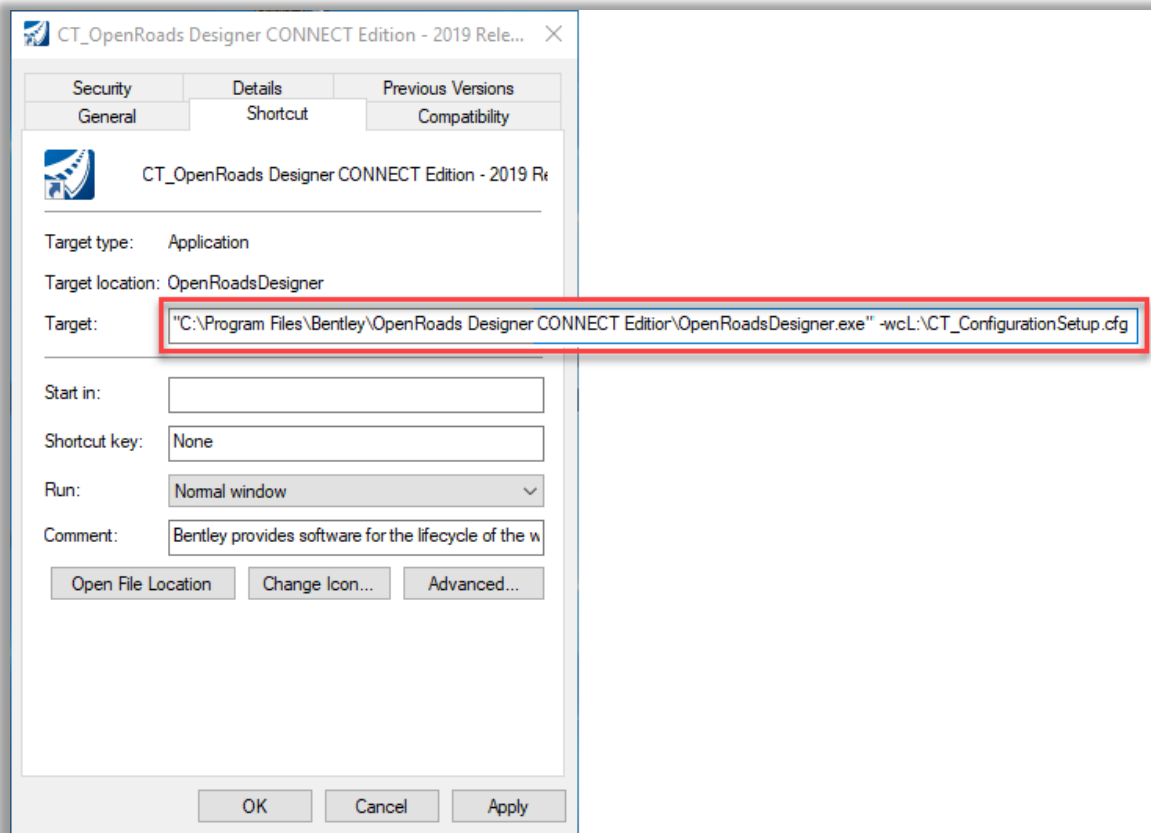 CT_OpenRoads Designer CONNECT Edition - 2019 Rele...
Security Details Previous Versions
General Shortcut Compatibility
CT_OpenRoads Designer CONNECT Edition - 2019 Re
Target type: Application
Target location: OpenRoadsDesigner
Target: "C:\Program Files\Bentley\OpenRoads Designer CONNECT Editior\OpenRoadsDesigner.exe" -wcL:\CT_ConfigurationSetup.cfg
Start in:
Shortcut key: None
Run: Normal window
Comment: Bentley provides software for the lifecycle of the w
Open File Location Change Icon... Advanced...
OK Cancel Apply